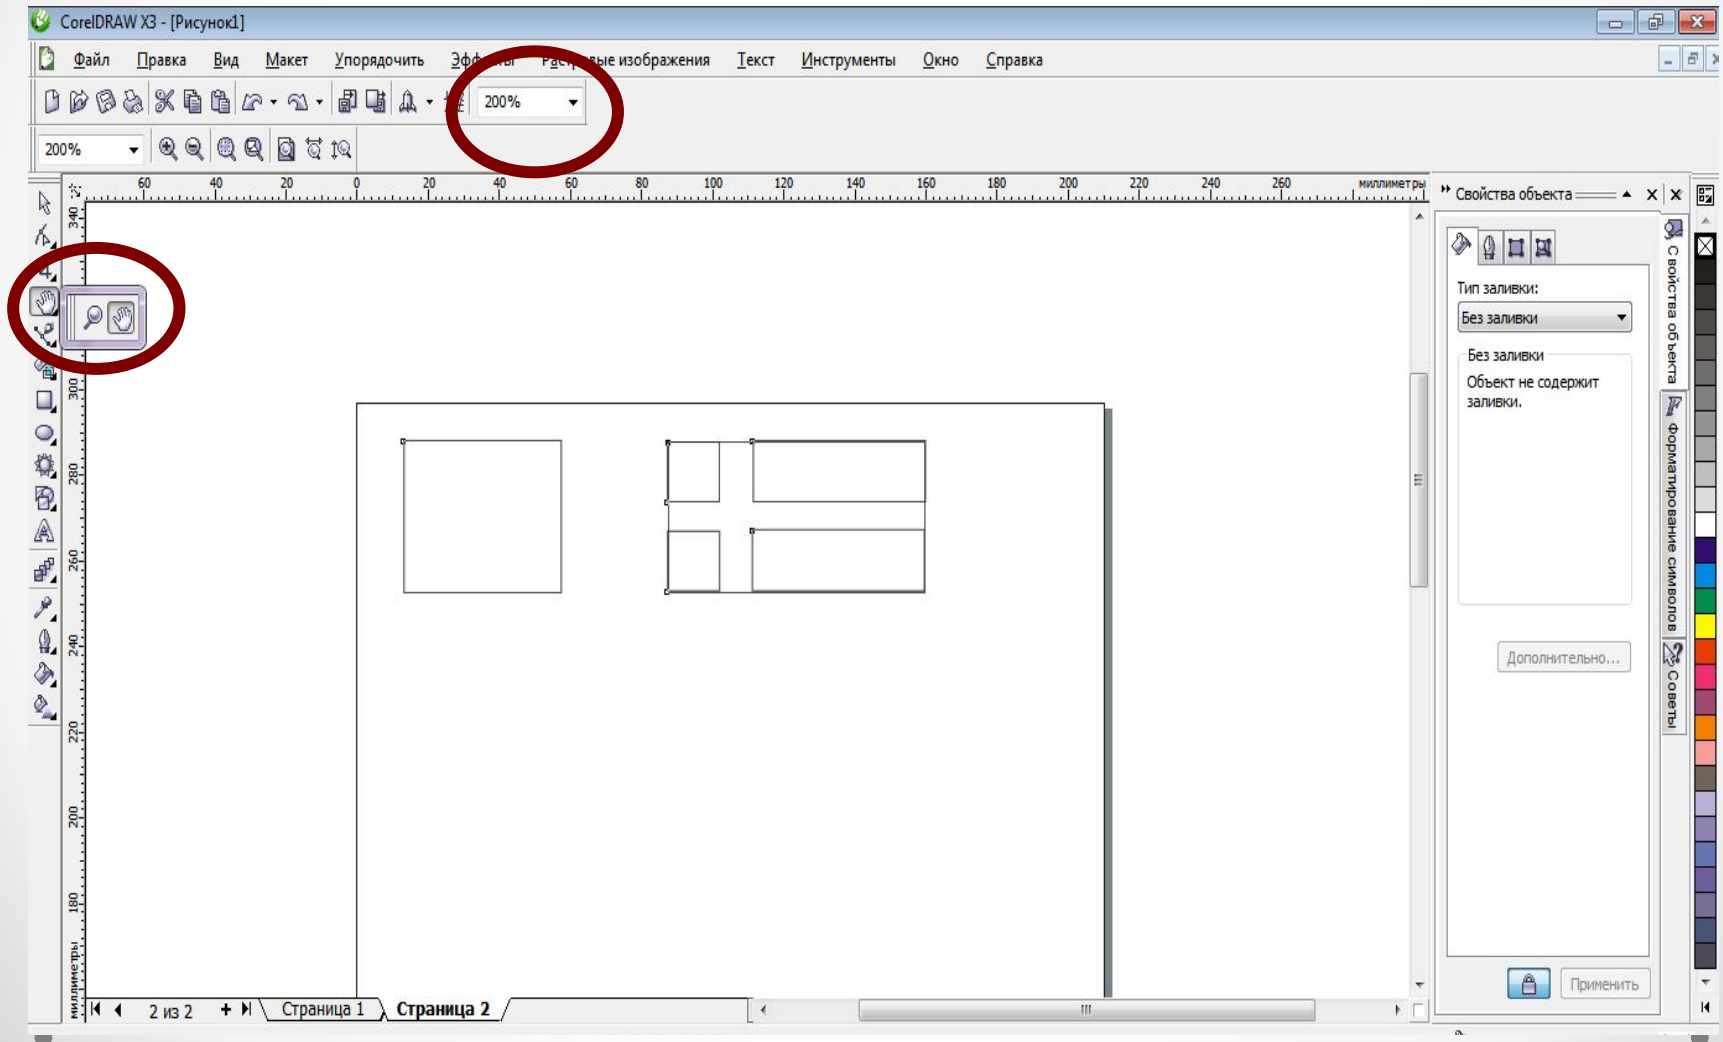 CorelDRAW X3 - [Рисунок1]
Файл Правка Вид Макет Упорядочить изображения Текст Инструменты Окно Справка
200%
200%
60 40 20 0 20 40 60 80 100 120 140 160 180 200 220 240 260 миллиметры
340
300
280
260
240
220
200
180
миллиметры
Свойства объекта
Тип заливки:
Без заливки
Без заливки
Объект не содержит
заливки.
Дополнительно...
Применить
Свойства объекта
Форматирование символов
Советы
2 из 2 Страница 1 Страница 2